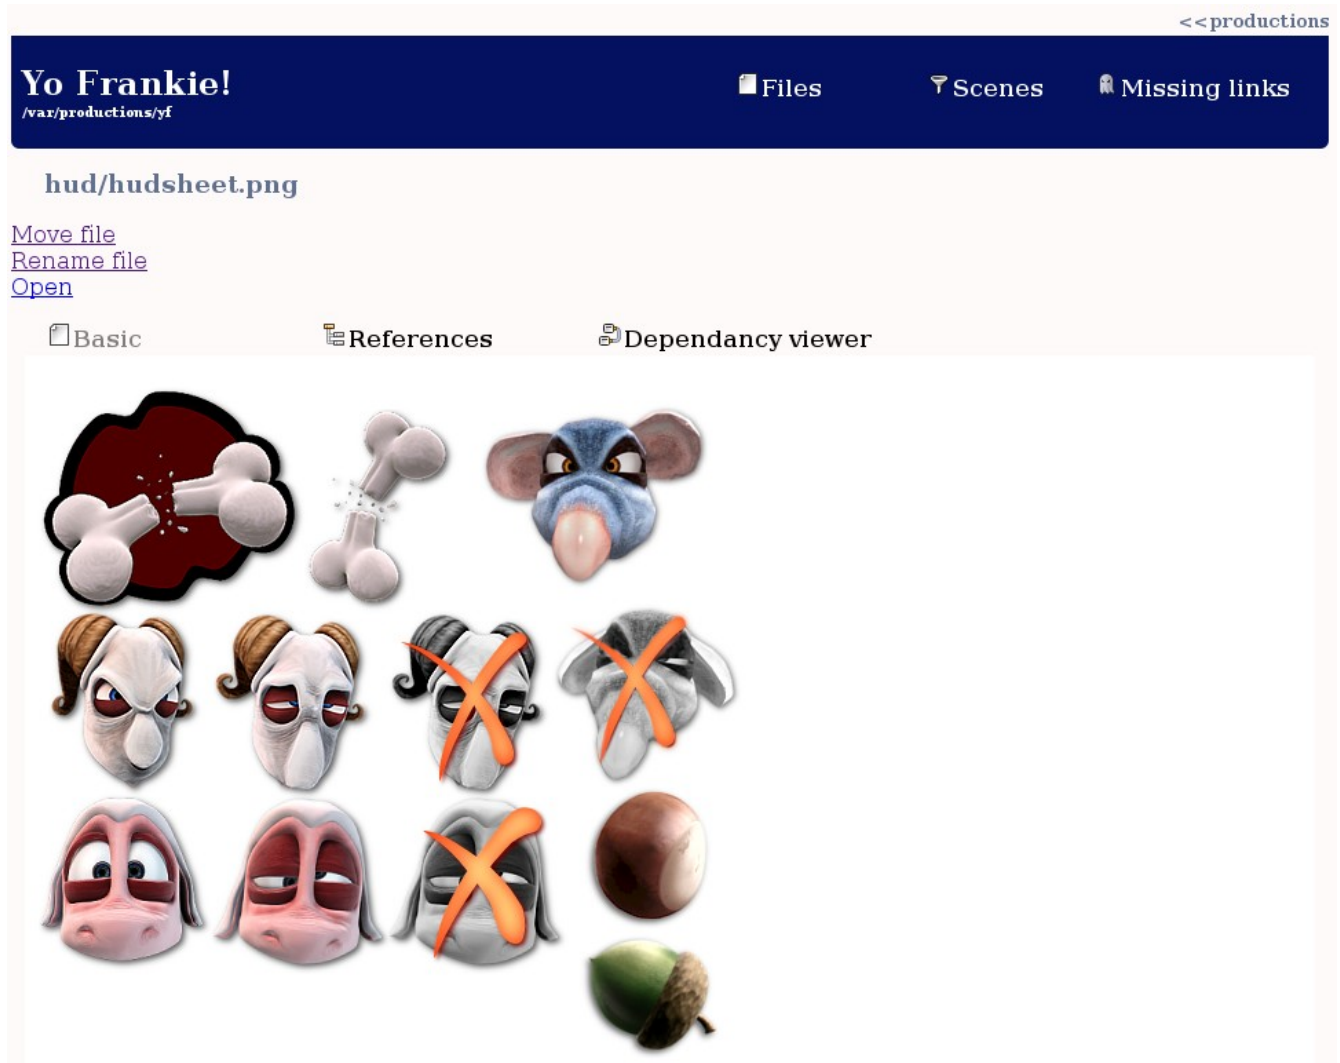 <<productions
Yo Frankie!
/var/productions/yf
Files
Scenes
Missing links
hud/hudsheet.png
Move file
Rename file
Open
Basic
References
Dependancy viewer